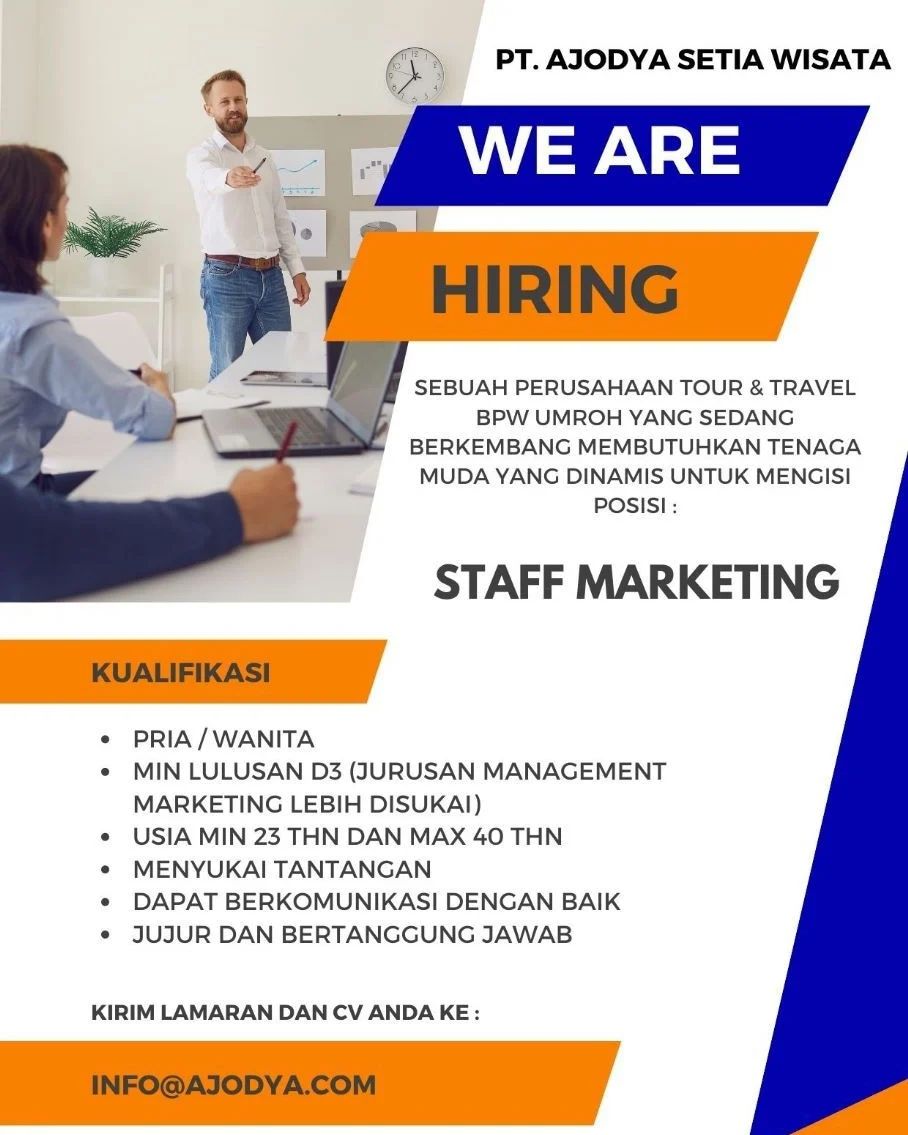 PT. AJODYA SETIA WISATA
WE ARE
HIRING
SEBUAH PERUSAHAAN TOUR & TRAVEL
BPW UMROH YANG SEDANG
BERKEMBANG MEMBUTUHKAN TENAGA
MUDA YANG DINAMIS UNTUK MENGISI
POSISI :
STAFF MARKETING
KUALIFIKASI
• PRIA / WANITA
• MIN LULUSAN D3 (JURUSAN MANAGEMENT
MARKETING LEBIH DISUKAI)
• USIA MIN 23 THN DAN MAX 40 THN
• MENYUKAI TANTANGAN
• DAPAT BERKOMUNIKASI DENGAN BAIK
• JUJUR DAN BERTANGGUNG JAWAB
KIRIM LAMARAN DAN CV ANDA KE :
INFO@AJODYA.COM